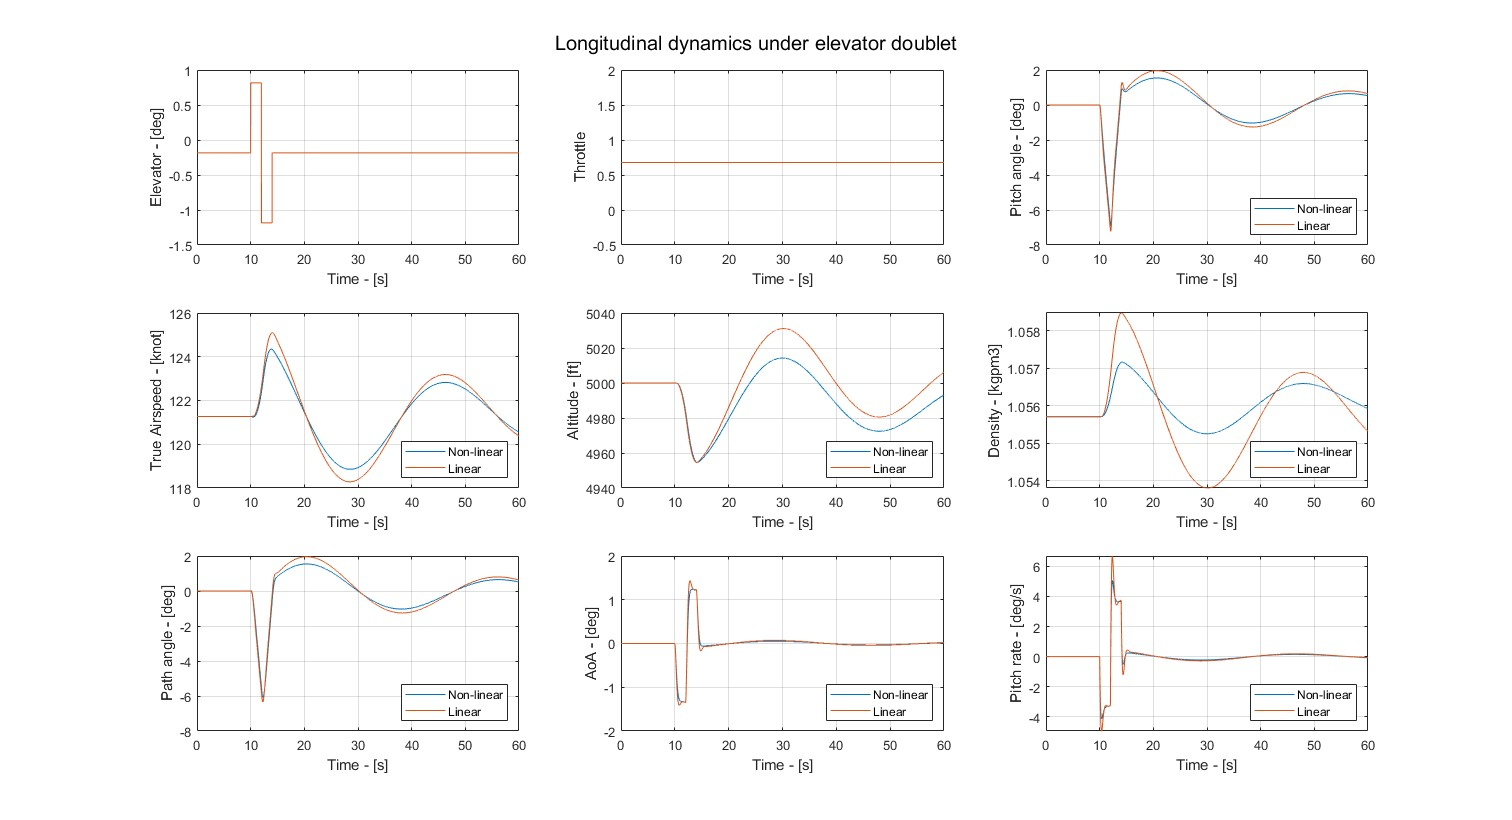 Longitudinal dynamics under elevator doublet
1
0.5
0
-0.5
-1
-1.5
Elevator - [deg]
0 10 20 30 40 50 60
Time - [s]
2
1.5
1
0.5
0
-0.5
Throttle
0 10 20 30 40 50 60
Time - [s]
2
0
-2
-4
-6
-8
Pitch angle - [deg]
Non-linear
Linear
0 10 20 30 40 50 60
Time - [s]
126
124
122
120
118
True Airspeed - [knot]
Non-linear
Linear
0 10 20 30 40 50 60
Time - [s]
5040
5020
5000
4980
4960
4940
Altitude - [ft]
Non-linear
Linear
0 10 20 30 40 50 60
Time - [s]
1.058
1.057
1.056
1.055
1.054
Density - [kgpm3]
Non-linear
Linear
0 10 20 30 40 50 60
Time - [s]
2
0
-2
-4
-6
-8
Path angle - [deg]
Non-linear
Linear
0 10 20 30 40 50 60
Time - [s]
2
1
0
-1
-2
AoA - [deg]
Non-linear
Linear
0 10 20 30 40 50 60
Time - [s]
6
4
2
0
-2
-4
Pitch rate - [deg/s]
Non-linear
Linear
0 10 20 30 40 50 60
Time - [s]